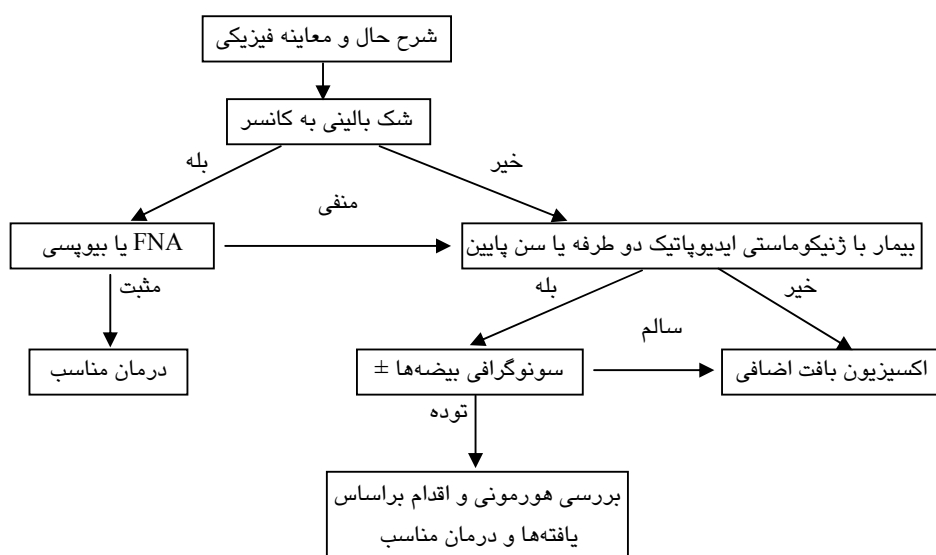 شرح حال و معاینه فیزیکی
شک بالینی به کانسر
بله
خیر
منفی
FNA یا بیوپسی
بیمار با ژنیکوماستی ایدیوپاتیک دو طرفه یا سن پایین
مثبت
بله
خیر
سالم
درمان مناسب
سونوگرافی بیضه‌ها ±
اکسیزیون بافت اضافی
توده
بررسی هورمونی و اقدام براساس
یافته‌ها و درمان مناسب